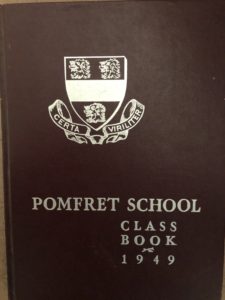 CERTA VIRILITER
POMFRET SCHOOL
CLASS
BOOK
1949